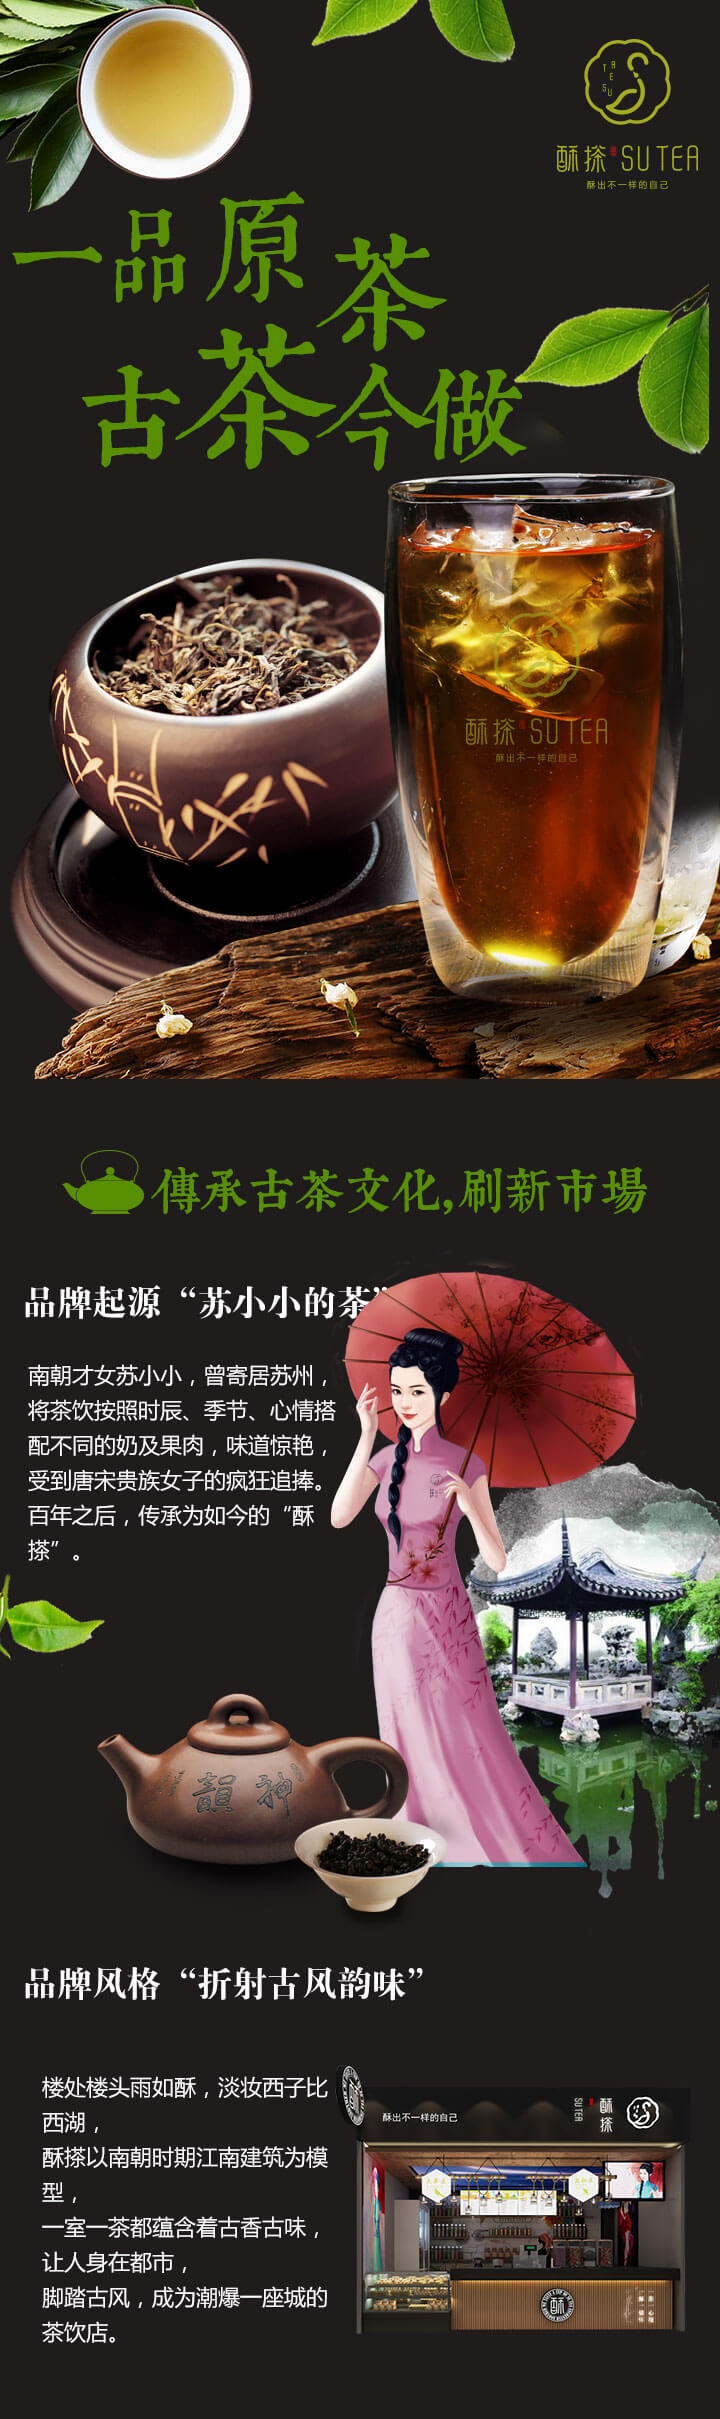 TEA SU
酥搽 SUTEA
酥出不一样的自己
一品原茶
古茶今做
酥搽 SUTEA
酥出不一样的自己
傳承古茶文化,刷新市場
品牌起源“苏小小的茶”
南朝才女苏小小，曾寄居苏州，
将茶饮按照时辰、季节、心情搭
配不同的奶及果肉，味道惊艳，
受到唐宋贵族女子的疯狂追捧。
百年之后，传承为如今的“酥
搽”。
韻神
品牌风格“折射古风韵味”
楼处楼头雨如酥，淡妆西子比
西湖，
酥搽以南朝时期江南建筑为模
型，
一室一茶都蕴含着古香古味，
让人身在都市，
脚踏古风，成为潮爆一座城的
茶饮店。
酥出不一样的自己
SUTEA
酥搽
酥